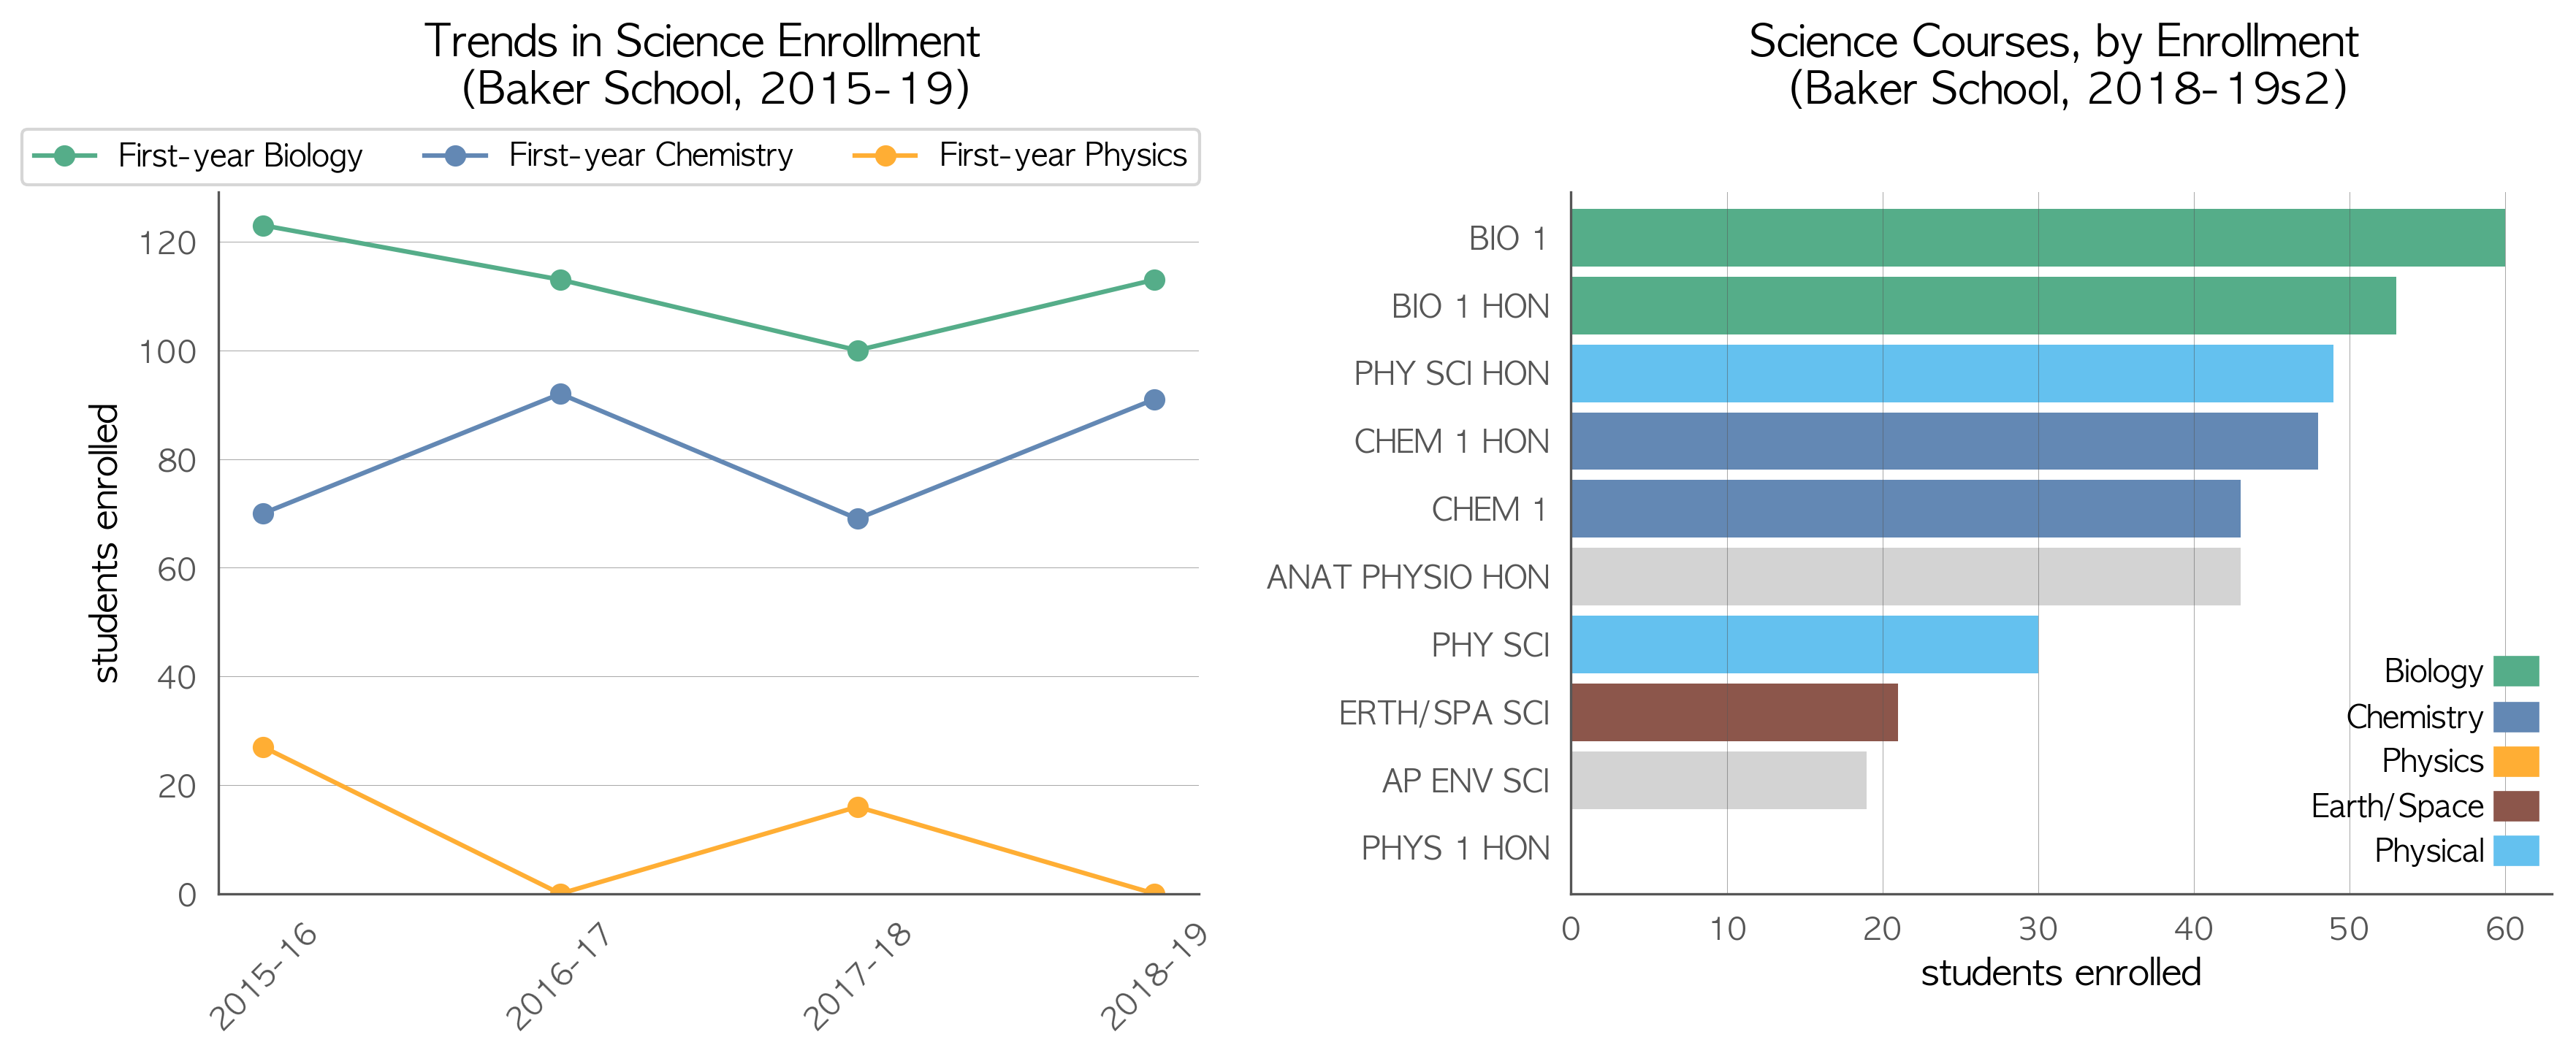 Trends in Science Enrollment
(Baker School, 2015-19)
First-year Biology
First-year Chemistry
First-year Physics
students enrolled
120
100
80
60
40
20
0
2015-16
2016-17
2017-18
2018-19
Science Courses, by Enrollment
(Baker School, 2018-19s2)
BIO 1
BIO 1 HON
PHY SCI HON
CHEM 1 HON
CHEM 1
ANAT PHYSIO HON
PHY SCI
ERTH/SPA SCI
AP ENV SCI
PHYS 1 HON
Biology
Chemistry
Physics
Earth/Space
Physical
0
10
20
30
40
50
60
students enrolled